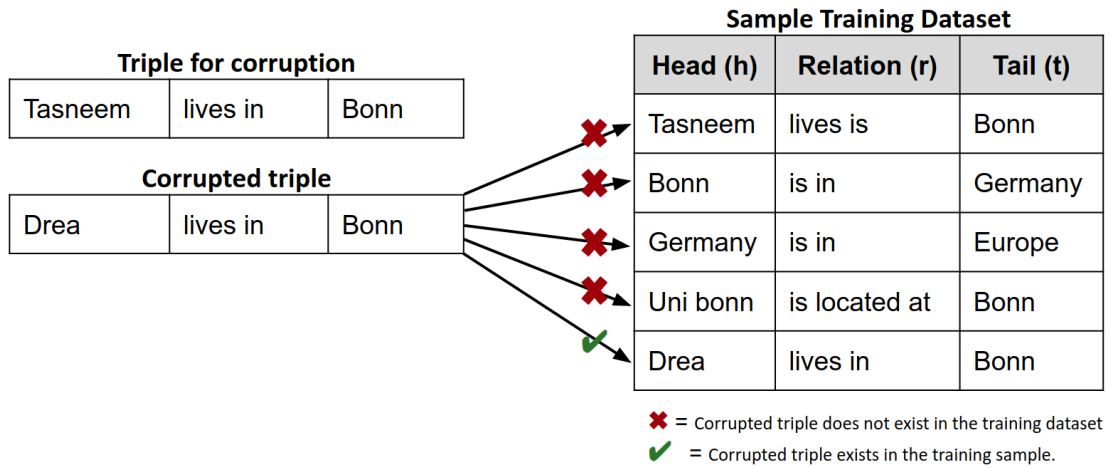 Triple for corruption
Tasneem lives in Bonn
Corrupted triple
Drea lives in Bonn
Sample Training Dataset
Head (h) Relation (r) Tail (t)
Tasneem lives is Bonn
Bonn is in Germany
Germany is in Europe
Uni bonn is located at Bonn
Drea lives in Bonn
✖ = Corrupted triple does not exist in the training dataset
✔ = Corrupted triple exists in the training sample.